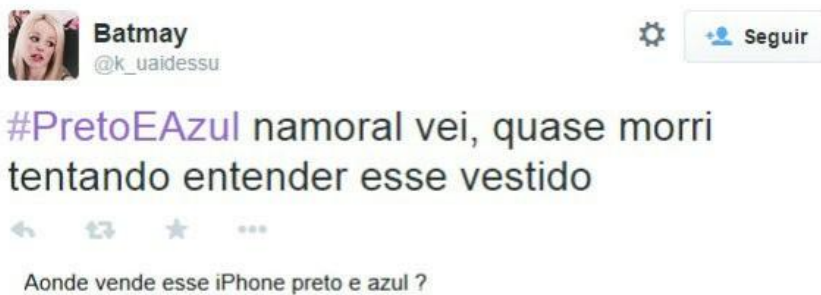 Batmay
@k_uaidessu
Seguir
#PretoEAzul namoral vei, quase morri
tentando entender esse vestido
Aonde vende esse iPhone preto e azul ?